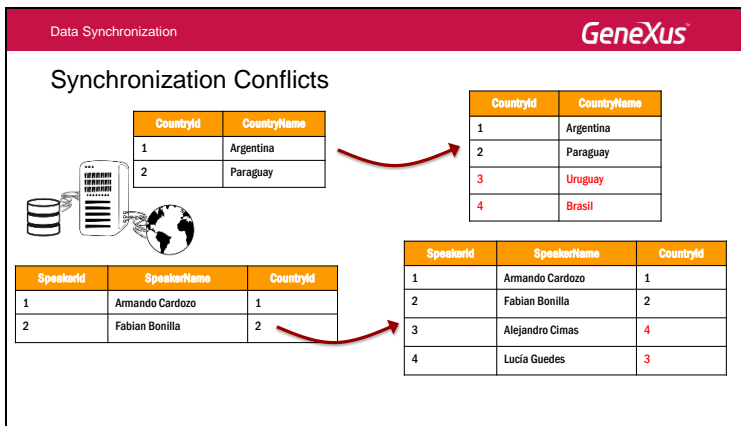 Data Synchronization
GeneXus™
Synchronization Conflicts
CountryId CountryName
1 Argentina
2 Paraguay
CountryId CountryName
1 Argentina
2 Paraguay
3 Uruguay
4 Brasil
SpeakerId SpeakerName CountryId
1 Armando Cardozo 1
2 Fabian Bonilla 2
SpeakerId SpeakerName CountryId
1 Armando Cardozo 1
2 Fabian Bonilla 2
3 Alejandro Cimas 4
4 Lucía Guedes 3